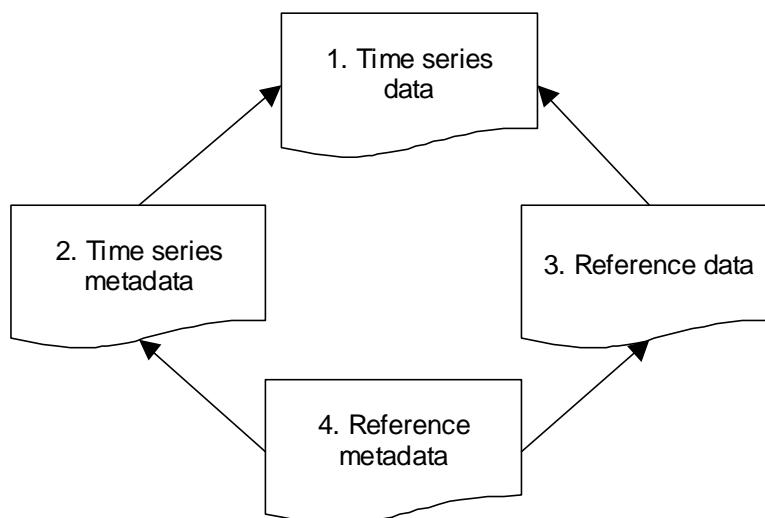 1. Time series
data
2. Time series
metadata
3. Reference data
4. Reference
metadata